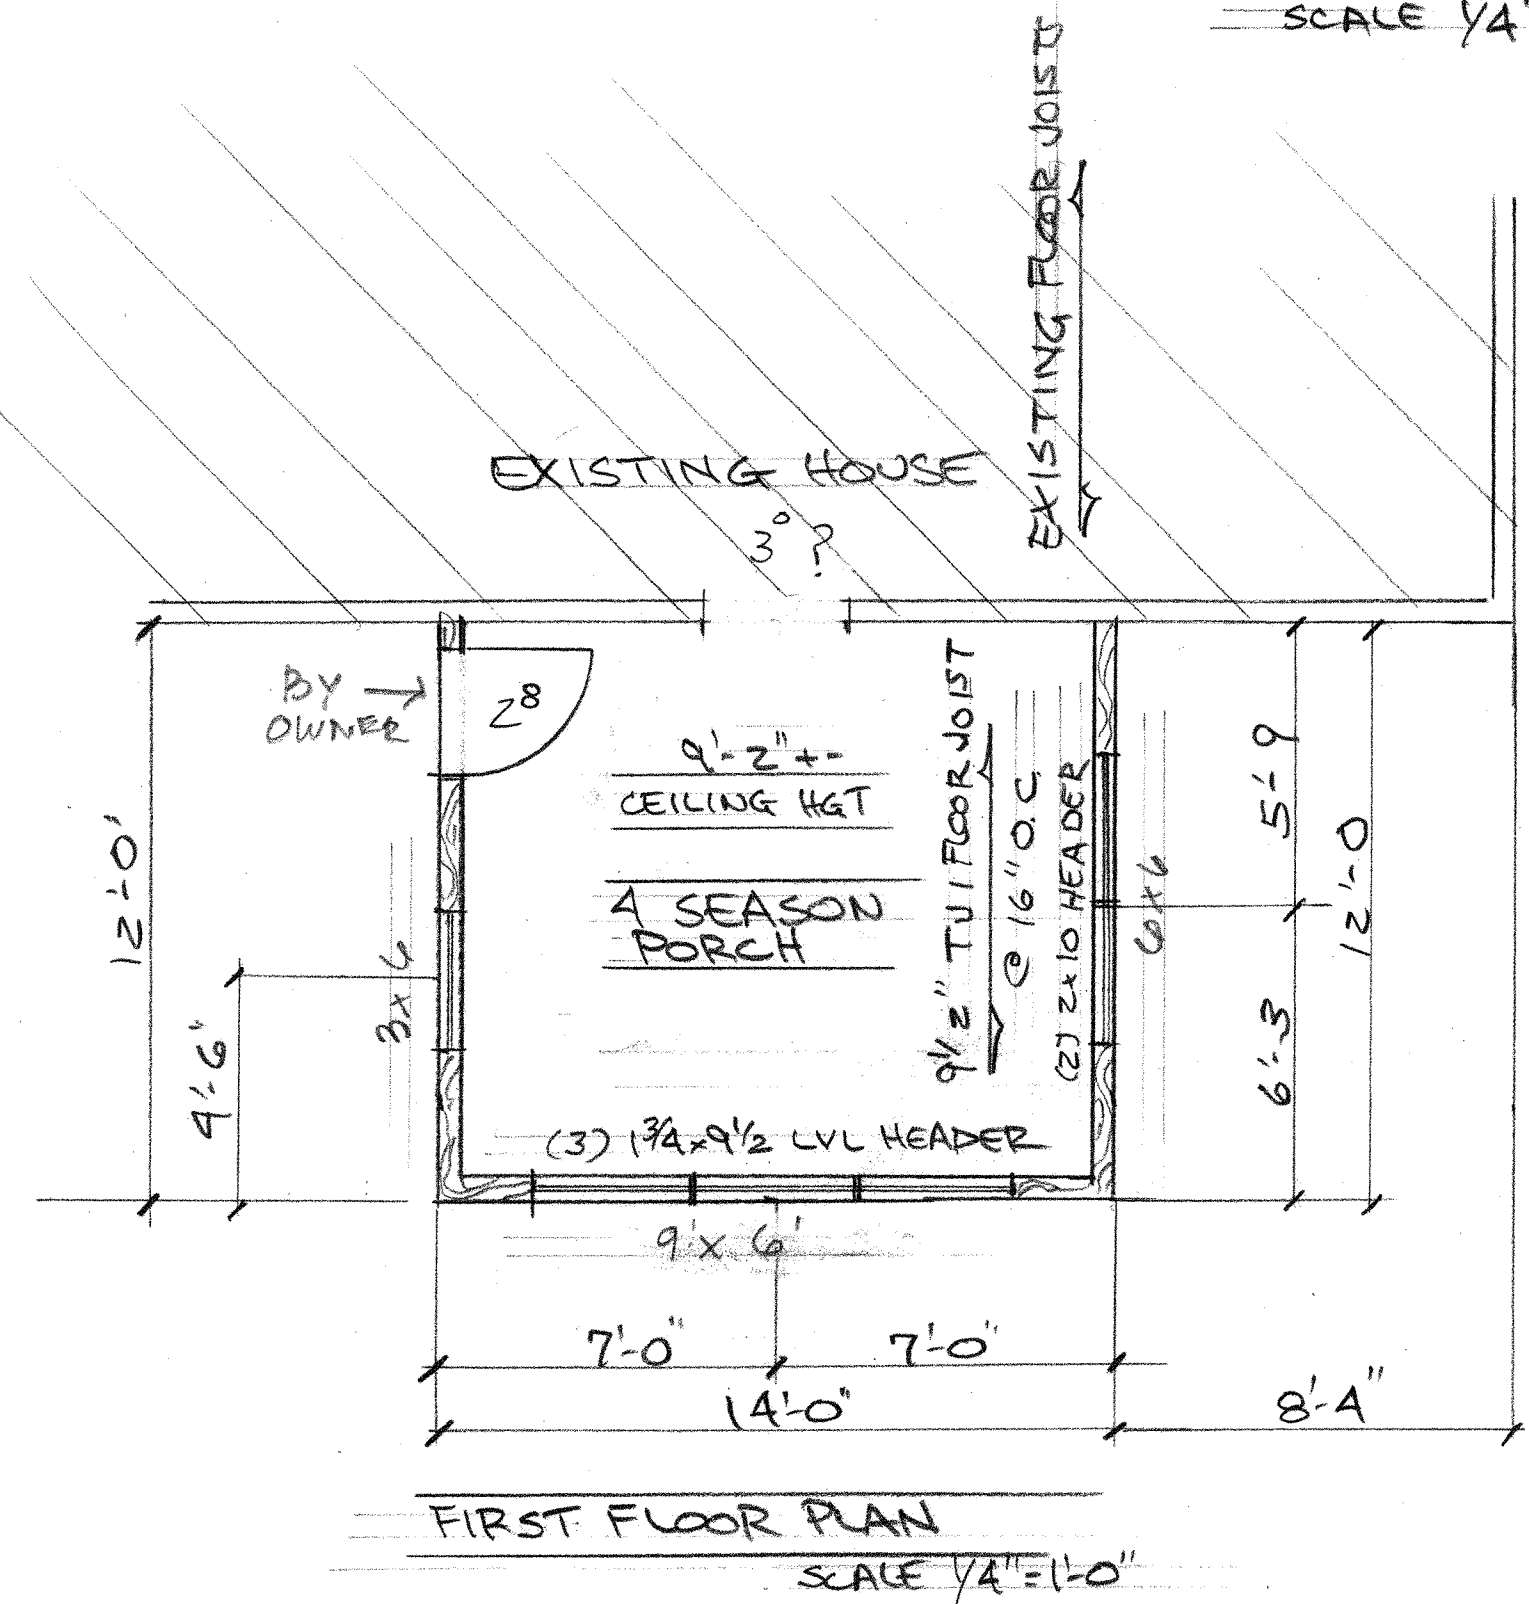 SCALE 1/4"
EXISTING FLOOR JOIST
EXISTING HOUSE
3⁰ ?
BY →
OWNER
2⁸
9'-2" +-
CEILING HGT
4 SEASON
PORCH
9 1/2" TJI FLOOR JOIST
@ 16" O.C.
(2) 2x10 HEADER
6x6
5'-9
6'-3
12'-0
12'-0'
4'-6"
3x6
(3) 1 3/4 x 9 1/2 LVL HEADER
9' x 6'
7'-0"
7'-0"
14'-0"
8'-4"
FIRST FLOOR PLAN
SCALE 1/4"=1'-0"